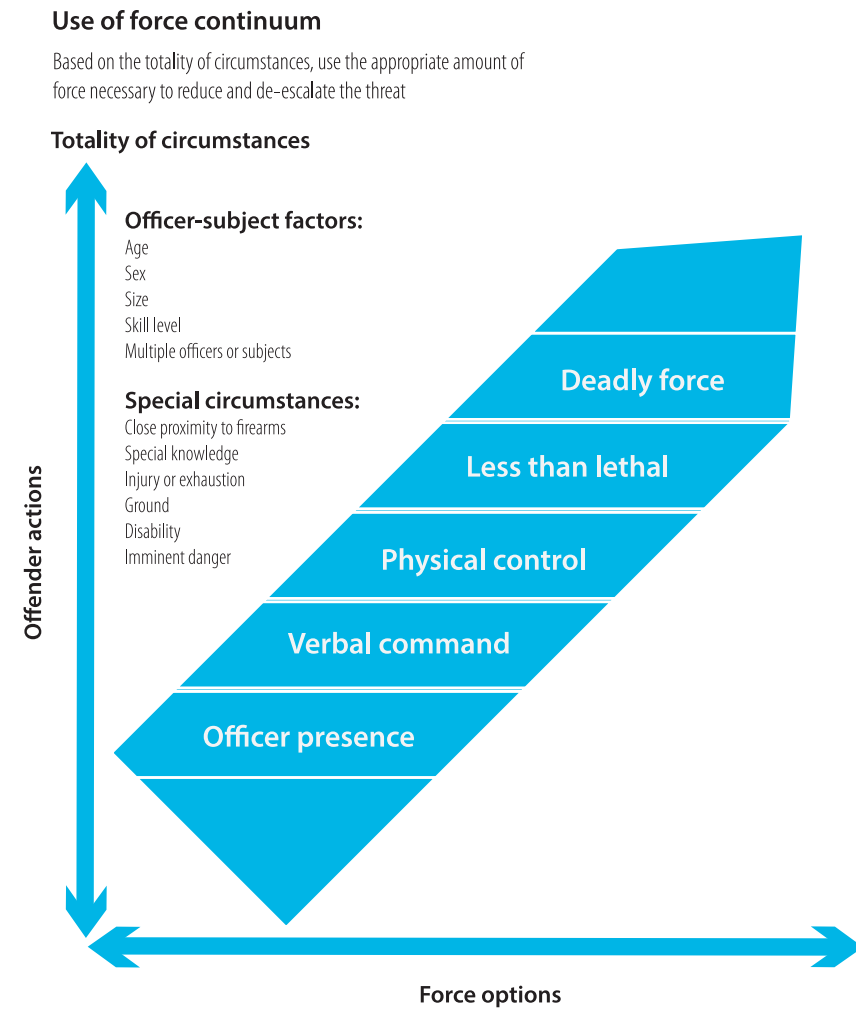 Use of force continuum
Based on the totality of circumstances, use the appropriate amount of
force necessary to reduce and de-escalate the threat
Totality of circumstances
Officer-subject factors:
Age
Sex
Size
Skill level
Multiple officers or subjects
Special circumstances:
Close proximity to firearms
Special knowledge
Injury or exhaustion
Ground
Disability
Imminent danger
Offender actions
Deadly force
Less than lethal
Physical control
Verbal command
Officer presence
Force options